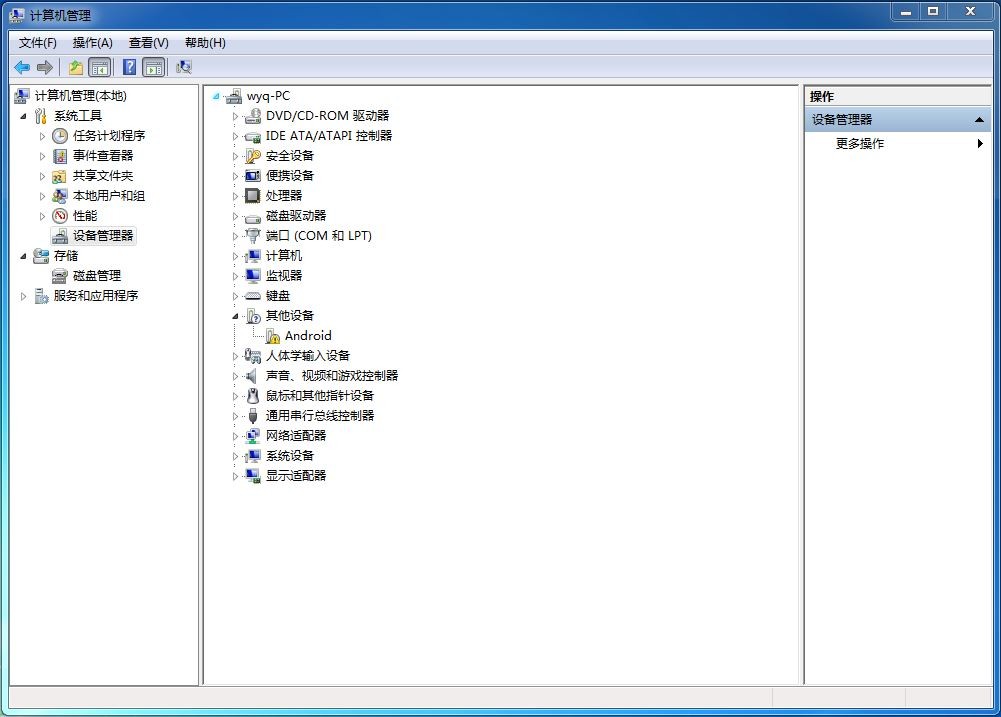 计算机管理
文件(F) 操作(A) 查看(V) 帮助(H)
计算机管理(本地)
系统工具
任务计划程序
事件查看器
共享文件夹
本地用户和组
性能
设备管理器
存储
磁盘管理
服务和应用程序
wyq-PC
DVD/CD-ROM 驱动器
IDE ATA/ATAPI 控制器
安全设备
便携设备
处理器
磁盘驱动器
端口 (COM 和 LPT)
计算机
监视器
键盘
其他设备
Android
人体学输入设备
声音、视频和游戏控制器
鼠标和其他指针设备
通用串行总线控制器
网络适配器
系统设备
显示适配器
操作
设备管理器
更多操作